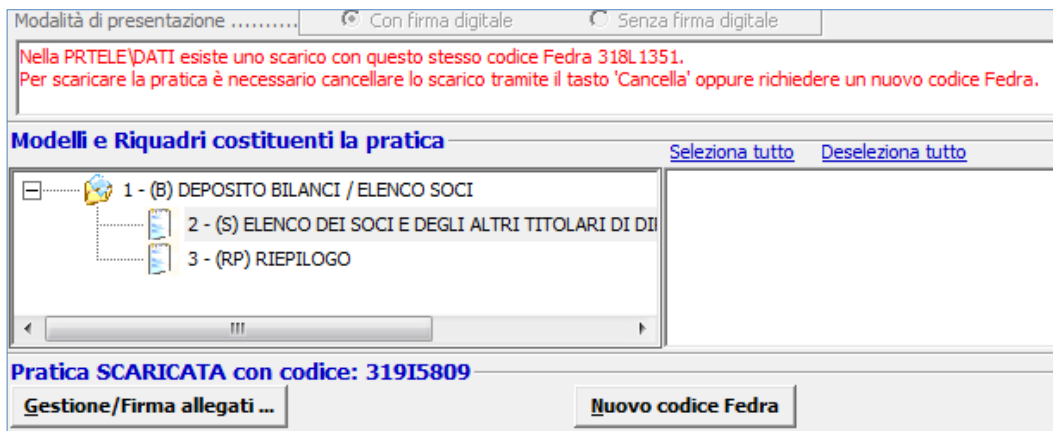 Modalità di presentazione .......... Con firma digitale Senza firma digitale
Nella PRTELE\DATI esiste uno scarico con questo stesso codice Fedra 318L1351.
Per scaricare la pratica è necessario cancellare lo scarico tramite il tasto 'Cancella' oppure richiedere un nuovo codice Fedra.
Modelli e Riquadri costituenti la pratica
Seleziona tutto Deseleziona tutto
1 - (B) DEPOSITO BILANCI / ELENCO SOCI
2 - (S) ELENCO DEI SOCI E DEGLI ALTRI TITOLARI DI
3 - (RP) RIEPILOGO
Pratica SCARICATA con codice: 319I5809
Gestione/Firma allegati ... Nuovo codice Fedra